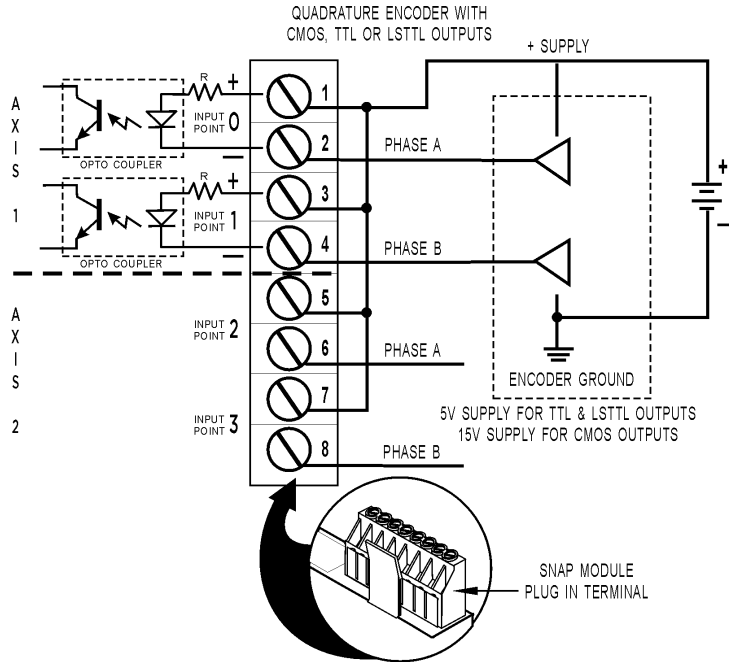 QUADRATURE ENCODER WITH
CMOS, TTL OR LSTTL OUTPUTS
+ SUPPLY
AXIS 1
R
+
INPUT
POINT 0
−
OPTO COUPLER
R
+
INPUT
POINT 1
−
OPTO COUPLER
AXIS 2
INPUT
POINT 2
INPUT
POINT 3
1
2
3
4
5
6
7
8
PHASE A
PHASE B
PHASE A
PHASE B
+
−
ENCODER GROUND
5V SUPPLY FOR TTL & LSTTL OUTPUTS
15V SUPPLY FOR CMOS OUTPUTS
SNAP MODULE
PLUG IN TERMINAL